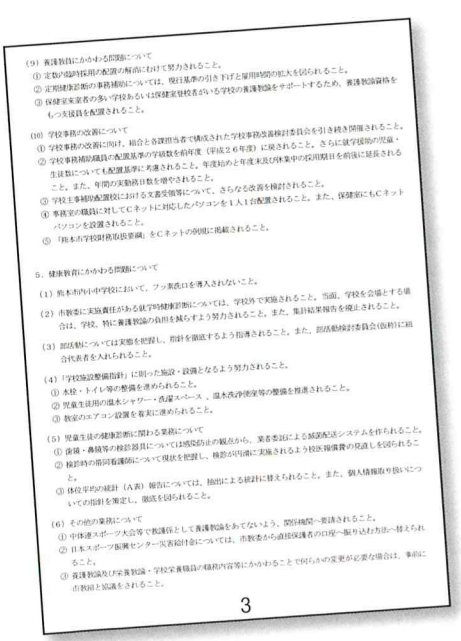 (9) 養護教員にかかわる問題について
① 定数内臨時採用の配置の解消にむけて努力されること。
② 定期健康診断の事務補助については、現行基準の引き下げと雇用時間の拡大を図られること。
③ 保健室来室者の多い学校あるいは保健室登校者がいる学校の養護教諭をサポートするため、養護教諭資格を
もつ支援員を配置されること。
(10) 学校事務の改善について
① 学校事務の改善に向け、組合と各課担当者で構成された学校事務改善検討委員会を引き続き開催されること。
② 学校事務補助職員の配置基準の学級数を前年度(平成26年度)に戻されること。さらに就学援助の児童・
生徒数についても配置基準に考慮されること。年度始めと年度末及び休業中の採用期日を前後に延長される
こと。また、年間の実勤務日数を増やされること。
③ 学校主事補助配置校における文書受領等について、さらなる改善を検討されること。
④ 事務室の職員に対してCネットに対応したパソコンを1人1台配置されること。また、保健室にもCネット
パソコンを設置されること。
⑤ 「熊本市学校財務取扱要綱」をCネットの例規に掲載されること。
5. 健康教育にかかわる問題について
(1) 熊本市内小中学校において、フッ素洗口を導入されないこと。
(2) 市教委に実施責任がある就学時健康診断については、学校外で実施されること。当面、学校を会場とする場
合は、学校、特に養護教諭の負担を減らすよう努力されること。また、集計結果報告を廃止されること。
(3) 部活動については実態を把握し、指針を徹底するよう指導されること。また、部活動検討委員会(仮称)に組
合代表者を入れられること。
(4) 「学校施設整備指針」に則った施設・設備となるよう努力されること。
① 水栓・トイレ等の整備を進められること。
② 児童生徒用の温水シャワー・洗濯スペース、温水洗浄便座等の整備を推進されること。
③ 教室のエアコン設置を着実に進められること。
(5) 児童生徒の健康診断に関わる業務について
① 歯鏡・鼻鏡等の検診器具については感染防止の観点から、業者委託による滅菌配送システムを作られること。
② 検診時の帯同看護師について現状を把握し、検診が円滑に実施されるよう校医報償費の見直しを図られるこ
と。
③ 体位平均の統計(A表)報告については、抽出による統計に替えられること。また、個人情報取り扱いにつ
いての指針を策定し、徹底を図られること。
(6) その他の業務について
① 中体連スポーツ大会等で救護係として養護教諭をあてないよう、関係機関へ要請されること。
② 日本スポーツ振興センター災害給付金については、市教委から直接保護者の口座へ振り込む方法へ替えられ
ること。
③ 養護教諭及び栄養教諭・学校栄養職員の職務内容等にかかわることで何らかの変更が必要な場合は、事前に
市教組と協議をされること。
3